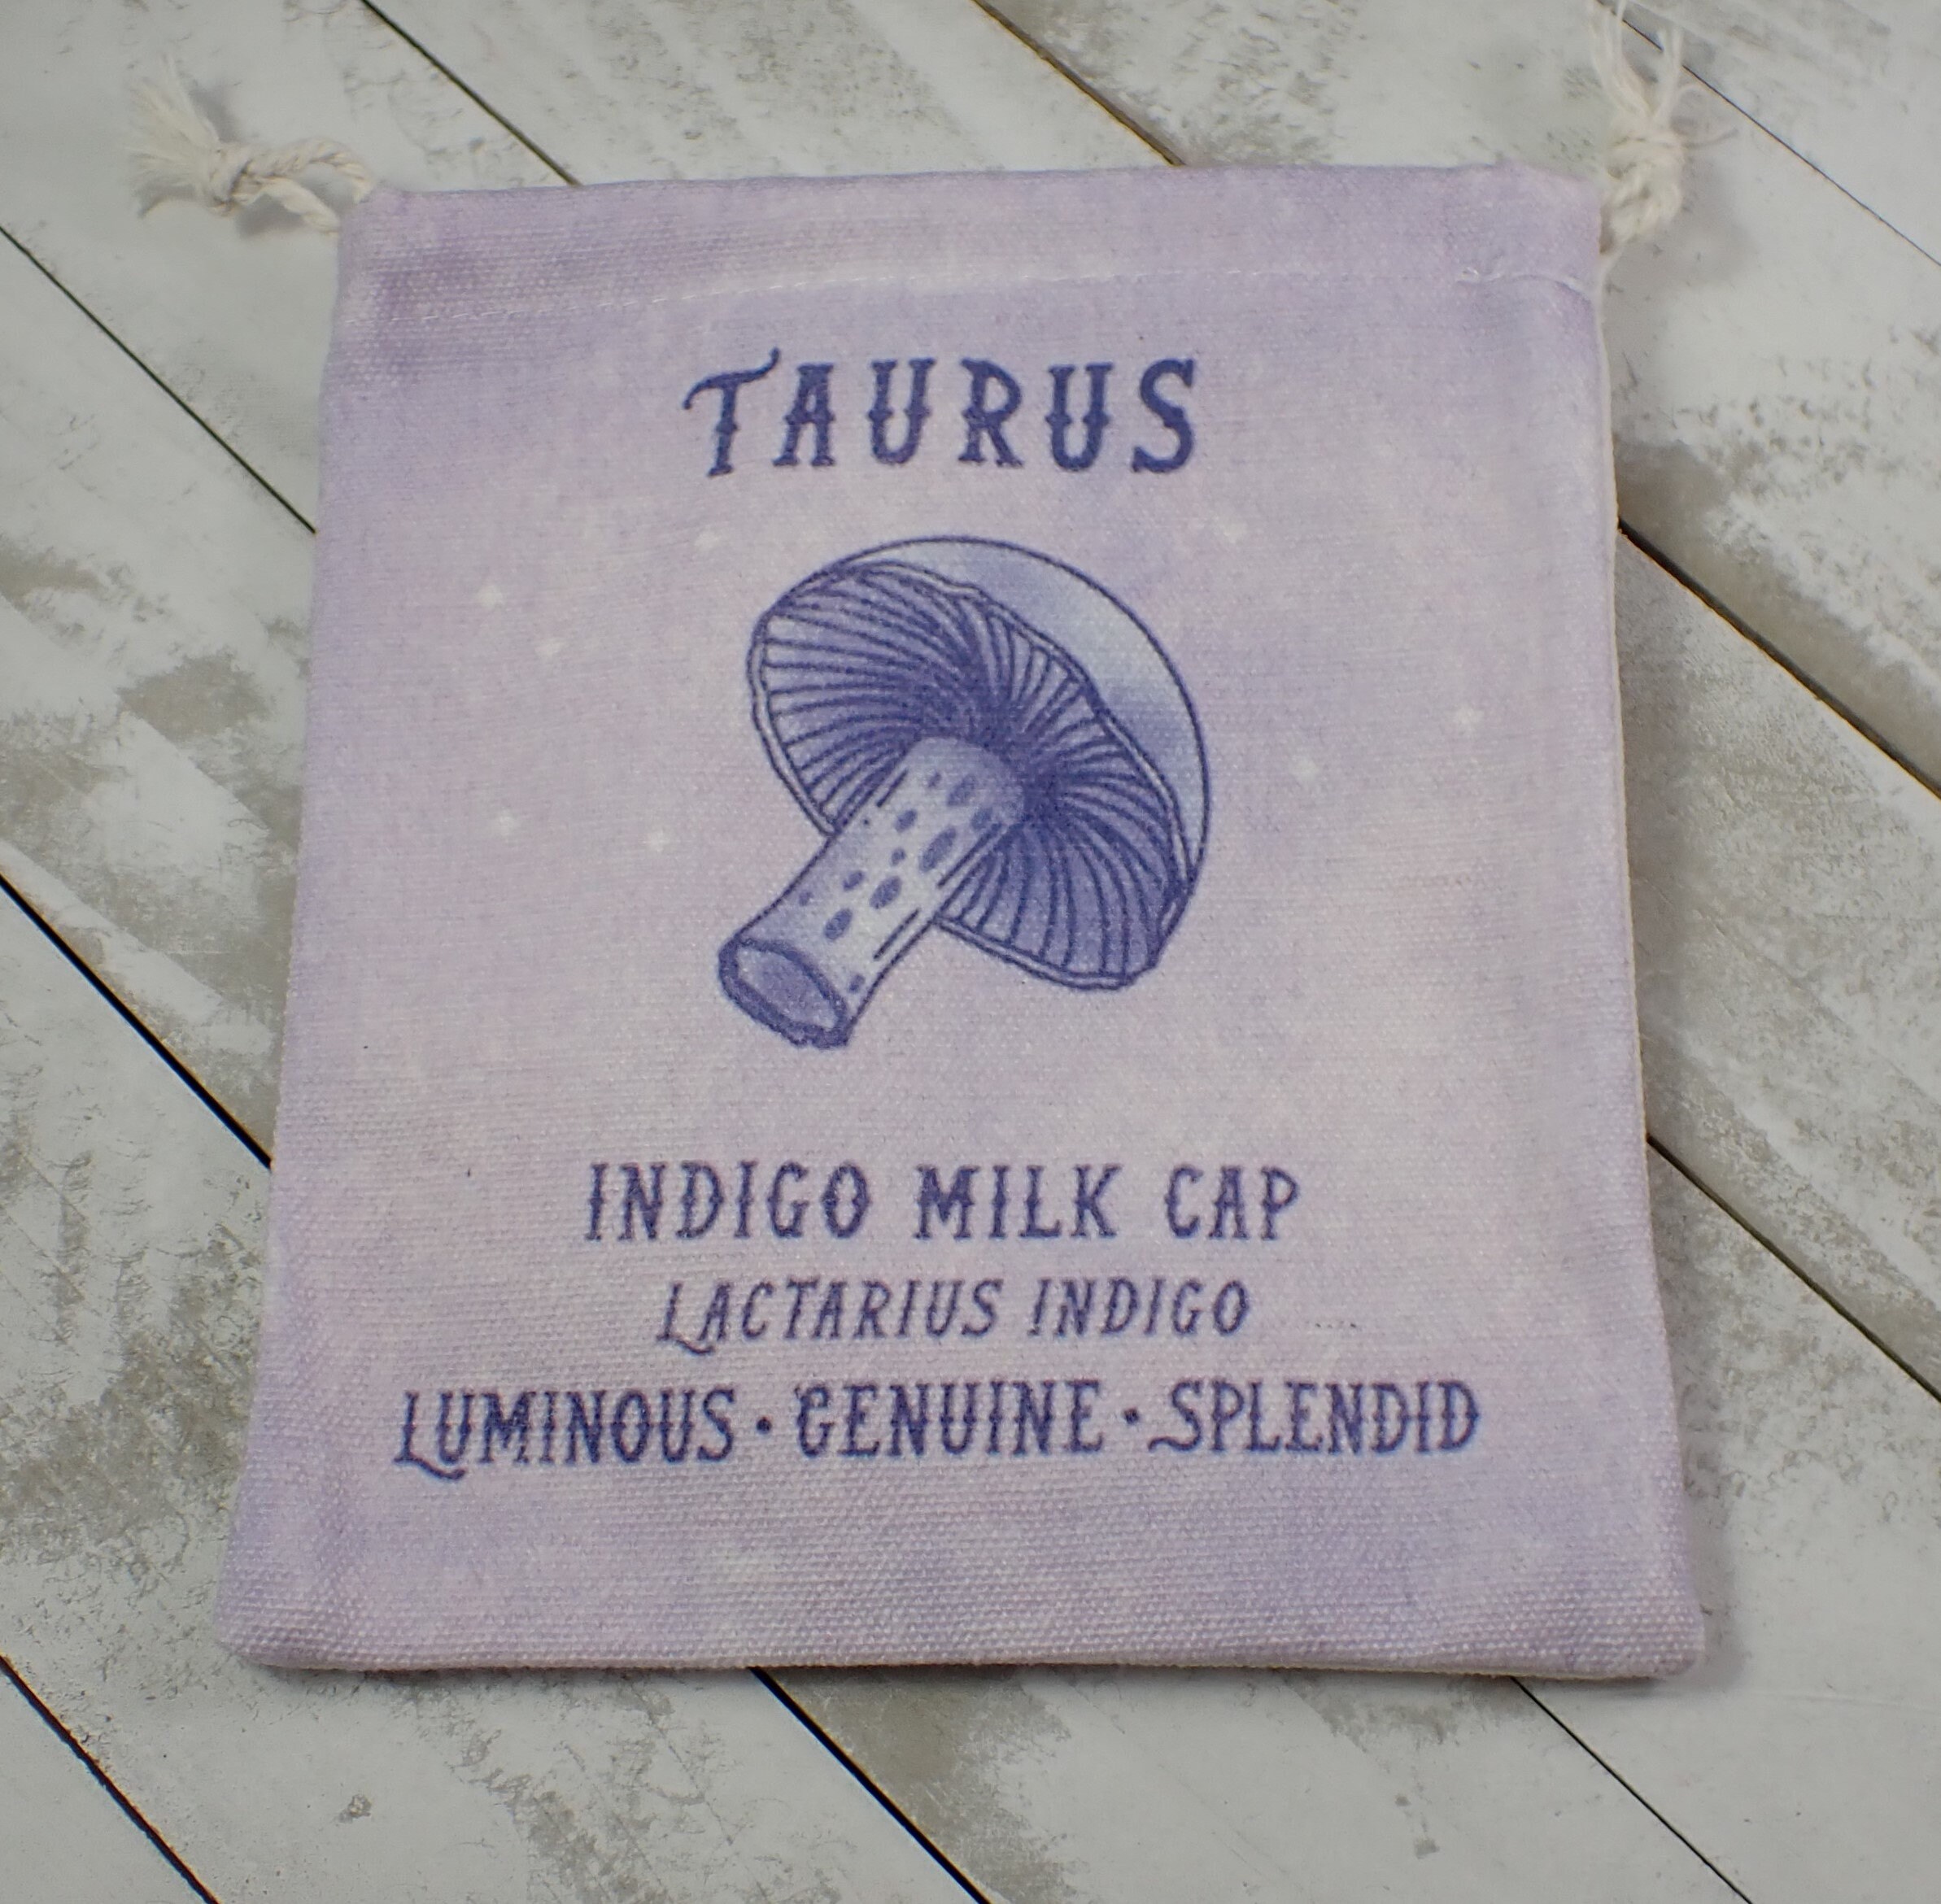 TAURUS
INDIGO MILK CAP
LACTARIUS INDIGO
LUMINOUS · GENUINE · SPLENDID